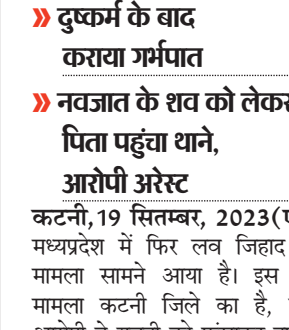 » दुष्कर्म के बाद
कराया गर्भपात
» नवजात के शव को लेकर
पिता पहुंचा थाने,
आरोपी अरेस्ट
कटनी,19 सितम्बर, 2023
मध्यप्रदेश में फिर लव जिहाद
मामला सामने आया है। इस
मामला कटनी जिले का है,